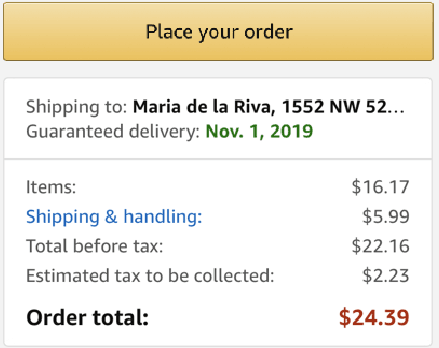 Place your order
Shipping to: Maria de la Riva, 1552 NW 52...
Guaranteed delivery: Nov. 1, 2019
Items: $16.17
Shipping & handling: $5.99
Total before tax: $22.16
Estimated tax to be collected: $2.23
Order total: $24.39